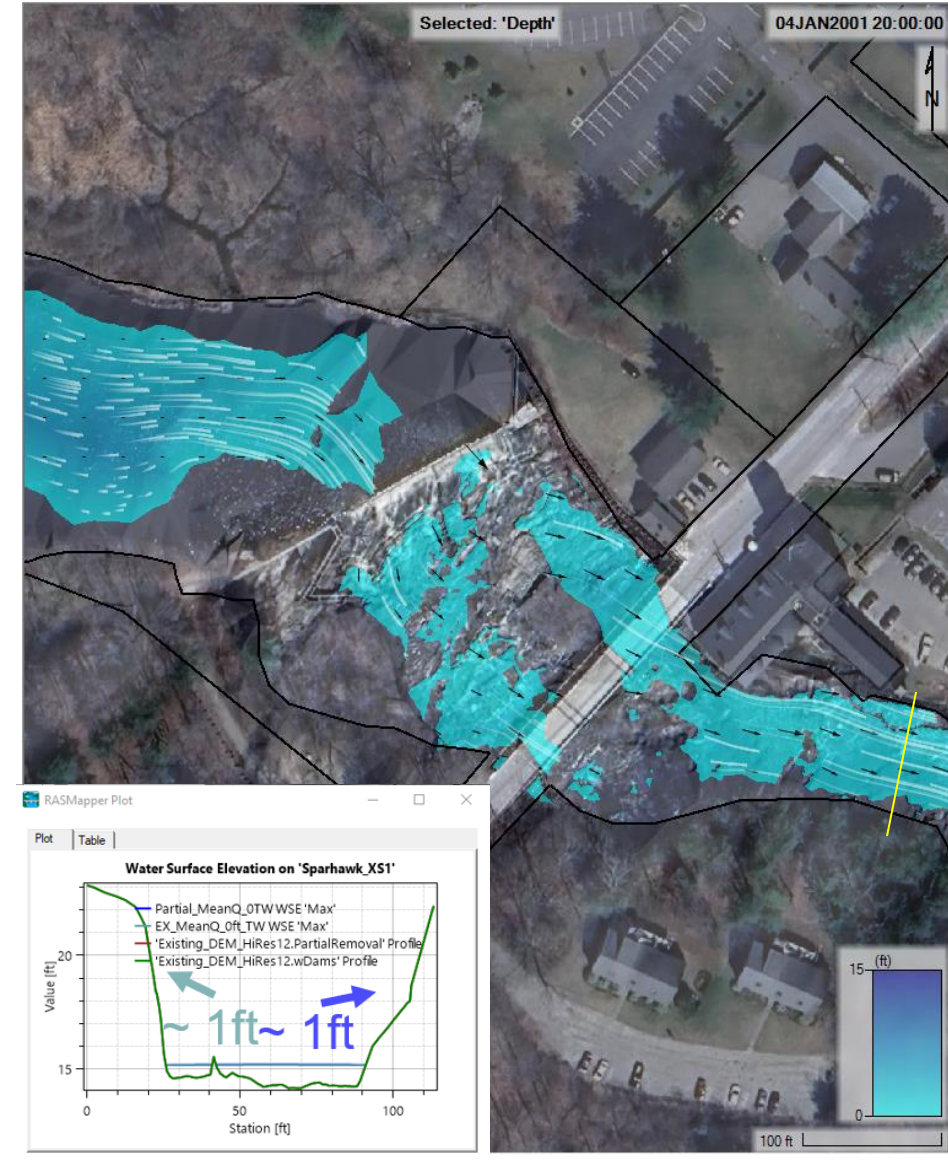 Selected: 'Depth'
04JAN2001 20:00:00
N
RASMapper Plot
Plot
Table
Water Surface Elevation on 'Sparhawk_XS1'
Partial_MeanQ_0TW WSE 'Max'
EX_MeanQ_0ft_TW WSE 'Max'
'Existing_DEM_HiRes12.PartialRemoval' Profile
'Existing_DEM_HiRes12.wDams' Profile
Value [ft]
20
15
~ 1ft
~ 1ft
0
50
100
Station [ft]
(ft)
15
0
100 ft